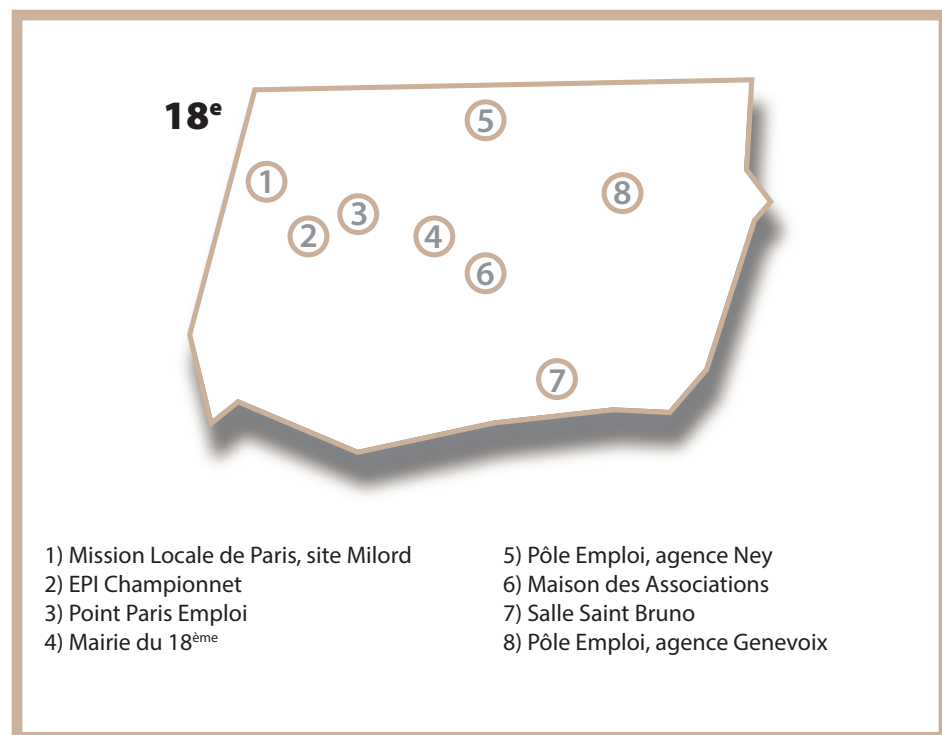 18e
5
1
8
3
2
4
6
7
1) Mission Locale de Paris, site Milord
2) EPI Championnet
3) Point Paris Emploi
4) Mairie du 18ème
5) Pôle Emploi, agence Ney
6) Maison des Associations
7) Salle Saint Bruno
8) Pôle Emploi, agence Genevoix